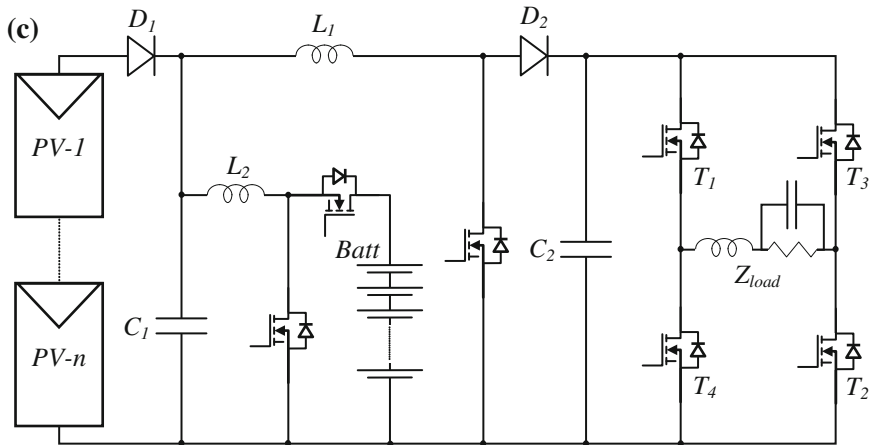 (c)
D1
L1
D2
PV-1
T1
T3
L2
Batt
C2
Zload
C1
PV-n
T4
T2